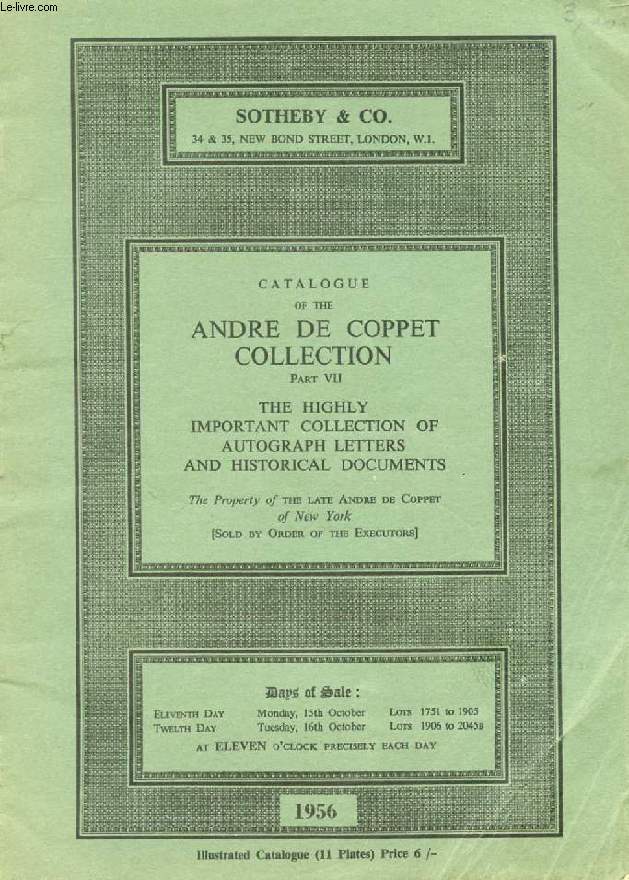 Le-livre.com
SOTHEBY & CO.
34 & 35, NEW BOND STREET, LONDON, W.1.
CATALOGUE
OF THE
ANDRE DE COPPET
COLLECTION
PART VII
THE HIGHLY
IMPORTANT COLLECTION OF
AUTOGRAPH LETTERS
AND HISTORICAL DOCUMENTS
The Property of THE LATE ANDRE DE COPPET
of New York
[SOLD BY ORDER OF THE EXECUTORS]
Days of Sale:
ELEVENTH DAY Monday, 15th October LOTS 1751 to 1905
TWELTH DAY Tuesday, 16th October LOTS 1906 to 2045B
AT ELEVEN O'CLOCK PRECISELY EACH DAY
1956
Illustrated Catalogue (11 Plates) Price 6/-